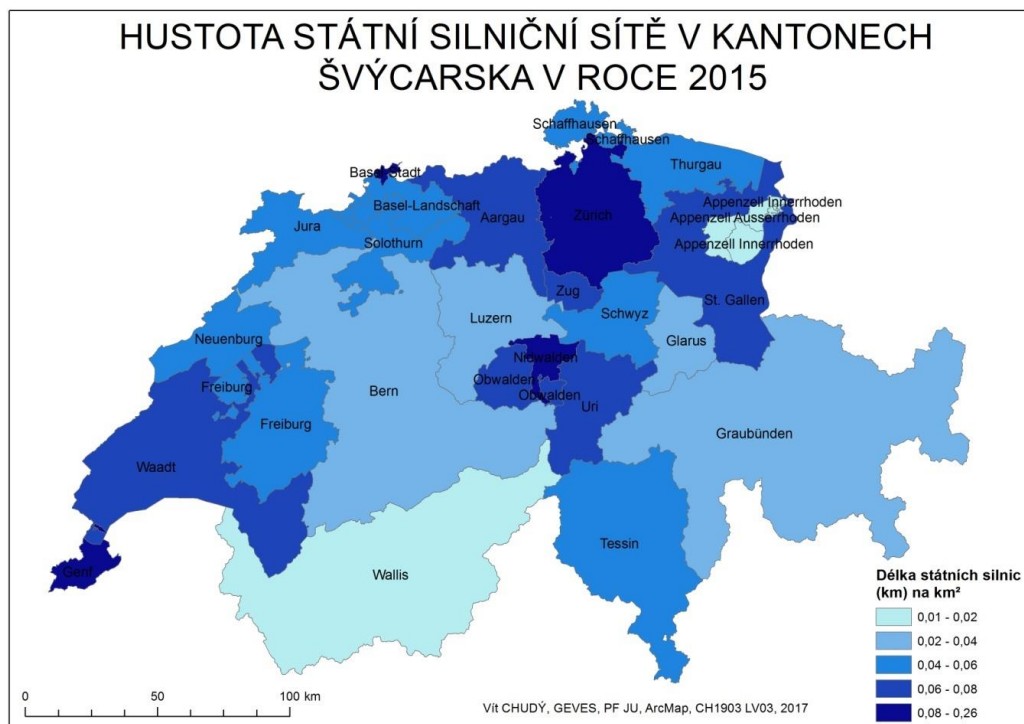 HUSTOTA STÁTNÍ SILNIČNÍ SÍTĚ V KANTONECH
ŠVÝCARSKA V ROCE 2015
Schaffhausen
Schaffhausen
Thurgau
Basel-Stadt
Basel-Landschaft
Aargau
Zürich
Appenzell Innerrhoden
Appenzell Ausserrhoden
Appenzell Innerrhoden
Jura
Solothurn
Zug
St. Gallen
Luzern
Schwyz
Glarus
Neuenburg
Nidwalden
Obwalden
Obwalden
Uri
Freiburg
Bern
Freiburg
Graubünden
Waadt
Tessin
Genf
Wallis
Délka státních silnic
(km) na km²
0,01 - 0,02
0,02 - 0,04
0,04 - 0,06
0,06 - 0,08
0,08 - 0,26
0 50 100 km
Vít CHUDÝ, GEVES, PF JU, ArcMap, CH1903 LV03, 2017